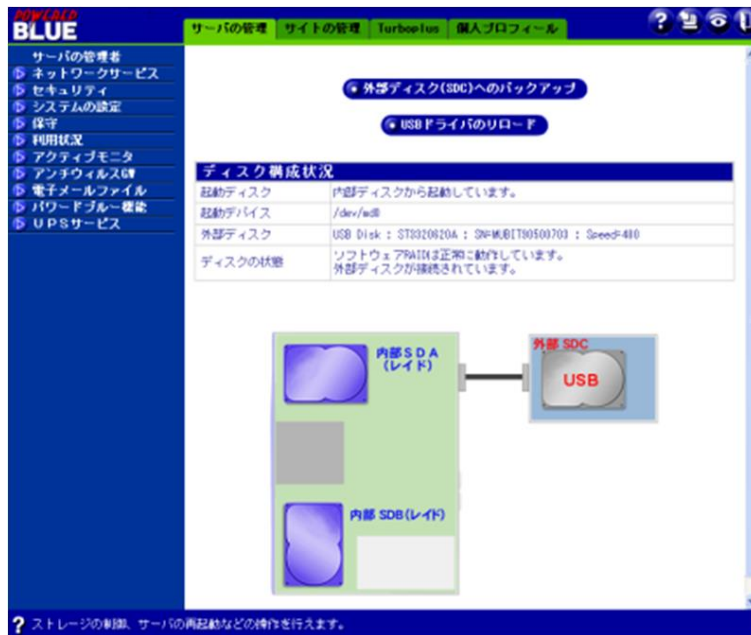 POWERED
BLUE
サーバの管理 サイトの管理 Turboplus 個人プロフィール
サーバの管理者
ネットワークサービス
セキュリティ
システムの設定
保守
利用状況
アクティブモニタ
アンチウィルスGW
電子メールファイル
パワードブルー機能
UPSサービス
外部ディスク(SDC)へのバックアップ
USBドライバのリロード
ディスク構成状況
起動ディスク 内部ディスクから起動しています。
起動デバイス /dev/md0
外部ディスク USB Disk : ST3320620A : SN=MUBIT90500703 : Speed=480
ディスクの状態 ソフトウェアRAIDは正常に動作しています。
外部ディスクが接続されています。
内部SDA
(レイド)
外部 SDC
USB
内部 SDB(レイド)
? ストレージの制御、サーバの再起動などの操作を行えます。